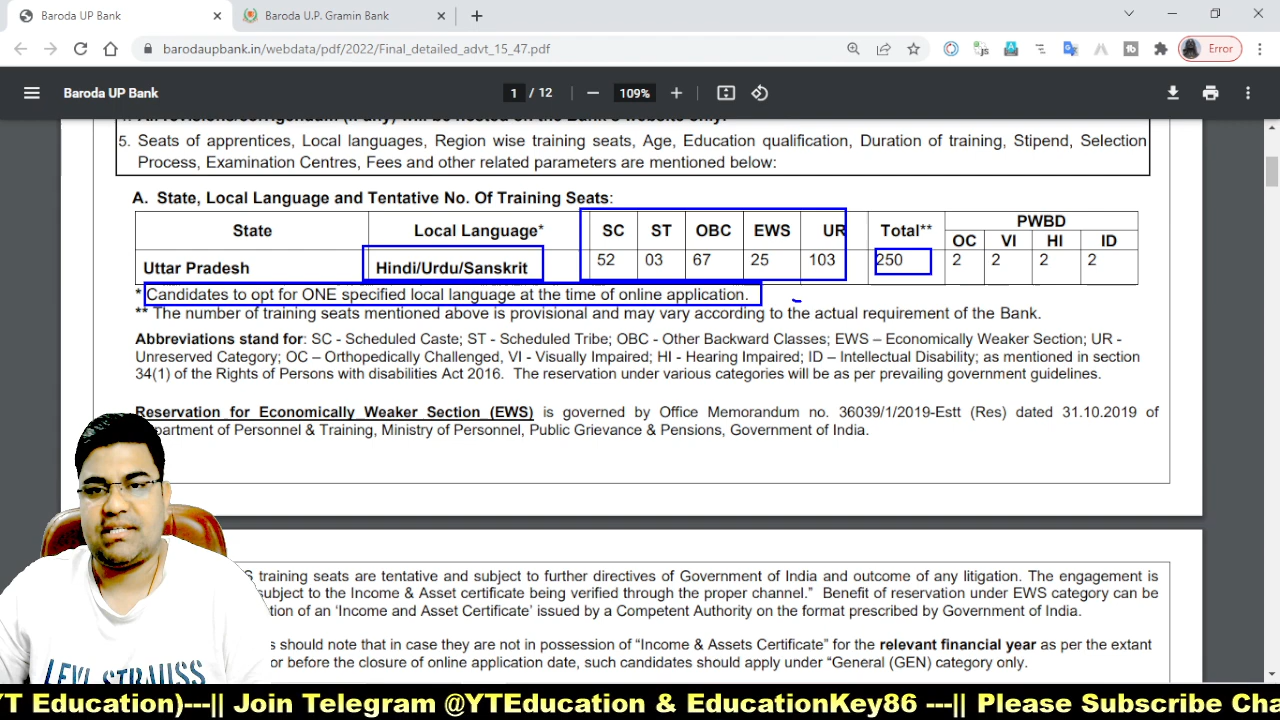 Baroda UP Bank
Baroda U.P. Gramin Bank
barodaupbank.in/webdata/pdf/2022/Final_detailed_advt_15_47.pdf
Error
Baroda UP Bank
1 / 12
109%
5. Seats of apprentices, Local languages, Region wise training seats, Age, Education qualification, Duration of training, Stipend, Selection
Process, Examination Centres, Fees and other related parameters are mentioned below:
A. State, Local Language and Tentative No. Of Training Seats:
State Local Language* SC ST OBC EWS UR Total** PWBD
OC VI HI ID
Uttar Pradesh Hindi/Urdu/Sanskrit 52 03 67 25 103 250 2 2 2 2
* Candidates to opt for ONE specified local language at the time of online application.
** The number of training seats mentioned above is provisional and may vary according to the actual requirement of the Bank.
Abbreviations stand for: SC - Scheduled Caste; ST - Scheduled Tribe; OBC - Other Backward Classes; EWS – Economically Weaker Section; UR -
Unreserved Category; OC – Orthopedically Challenged, VI - Visually Impaired; HI - Hearing Impaired; ID – Intellectual Disability; as mentioned in section
34(1) of the Rights of Persons with disabilities Act 2016. The reservation under various categories will be as per prevailing government guidelines.
Reservation for Economically Weaker Section (EWS) is governed by Office Memorandum no. 36039/1/2019-Estt (Res) dated 31.10.2019 of
Department of Personnel & Training, Ministry of Personnel, Public Grievance & Pensions, Government of India.
training seats are tentative and subject to further directives of Government of India and outcome of any litigation. The engagement is
subject to the Income & Asset certificate being verified through the proper channel.” Benefit of reservation under EWS category can be
of an ‘Income and Asset Certificate’ issued by a Competent Authority on the format prescribed by Government of India.
should note that in case they are not in possession of “Income & Assets Certificate” for the relevant financial year as per the extant
or before the closure of online application date, such candidates should apply under “General (GEN) category only.
LEVI STRAUSS
YT Education)---|| Join Telegram @YTEducation & EducationKey86 ---|| Please Subscribe Cha